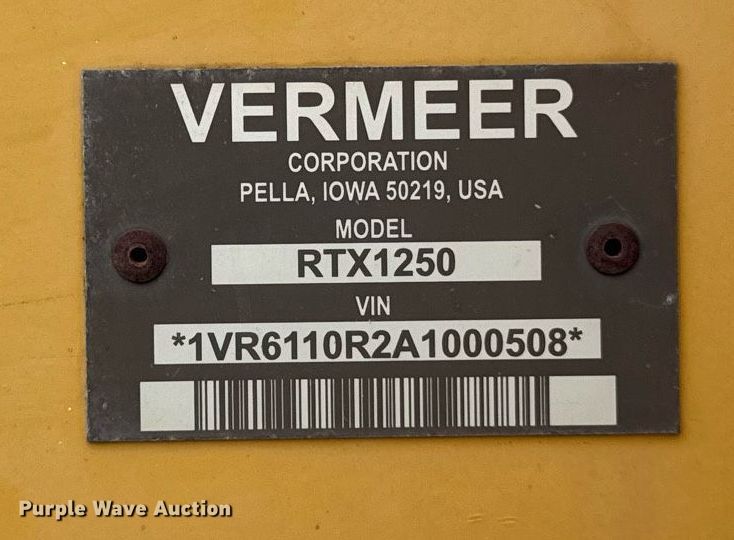 VERMEER
CORPORATION
PELLA, IOWA 50219, USA
MODEL
RTX1250
VIN
*1VR6110R2A1000508*
Purple Wave Auction